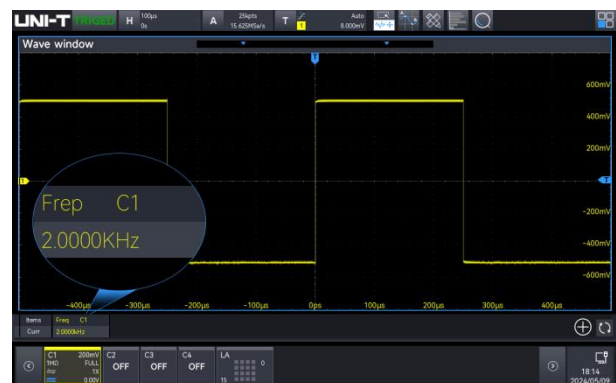 UNI-T TRIGED H 100μs 0s A 25kpts 15.625MSa/s T 1 Auto 8.000mV
Wave window
T
600mV
400mV
200mV
T
-200mV
-400mV
-600mV
Frep C1
2.0000KHz
-400μs -300μs -200μs -100μs 0ps 100μs 200μs 300μs 400μs
Items Freq C1
Curr 2.0000kHz
C1 200mV C2 C3 C4 LA
1MΩ FULL OFF OFF OFF 0
1X
0.00V 15
18:14
2024/05/09